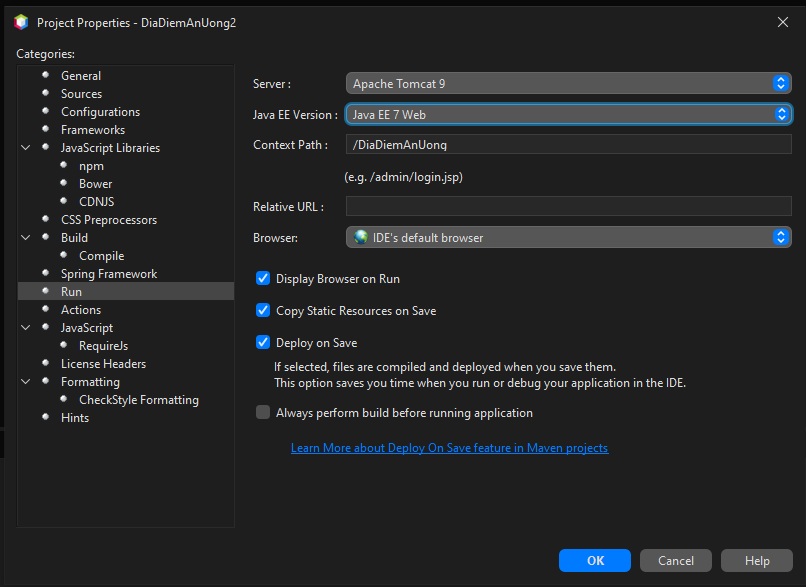 Project Properties - DiaDiemAnUong2
Categories:
General
Sources
Configurations
Frameworks
JavaScript Libraries
npm
Bower
CDNJS
CSS Preprocessors
Build
Compile
Spring Framework
Run
Actions
JavaScript
RequireJs
License Headers
Formatting
CheckStyle Formatting
Hints
Server :
Apache Tomcat 9
Java EE Version :
Java EE 7 Web
Context Path :
/DiaDiemAnUong
(e.g. /admin/login.jsp)
Relative URL :
Browser:
IDE's default browser
Display Browser on Run
Copy Static Resources on Save
Deploy on Save
If selected, files are compiled and deployed when you save them.
This option saves you time when you run or debug your application in the IDE.
Always perform build before running application
Learn More about Deploy On Save feature in Maven projects
OK
Cancel
Help